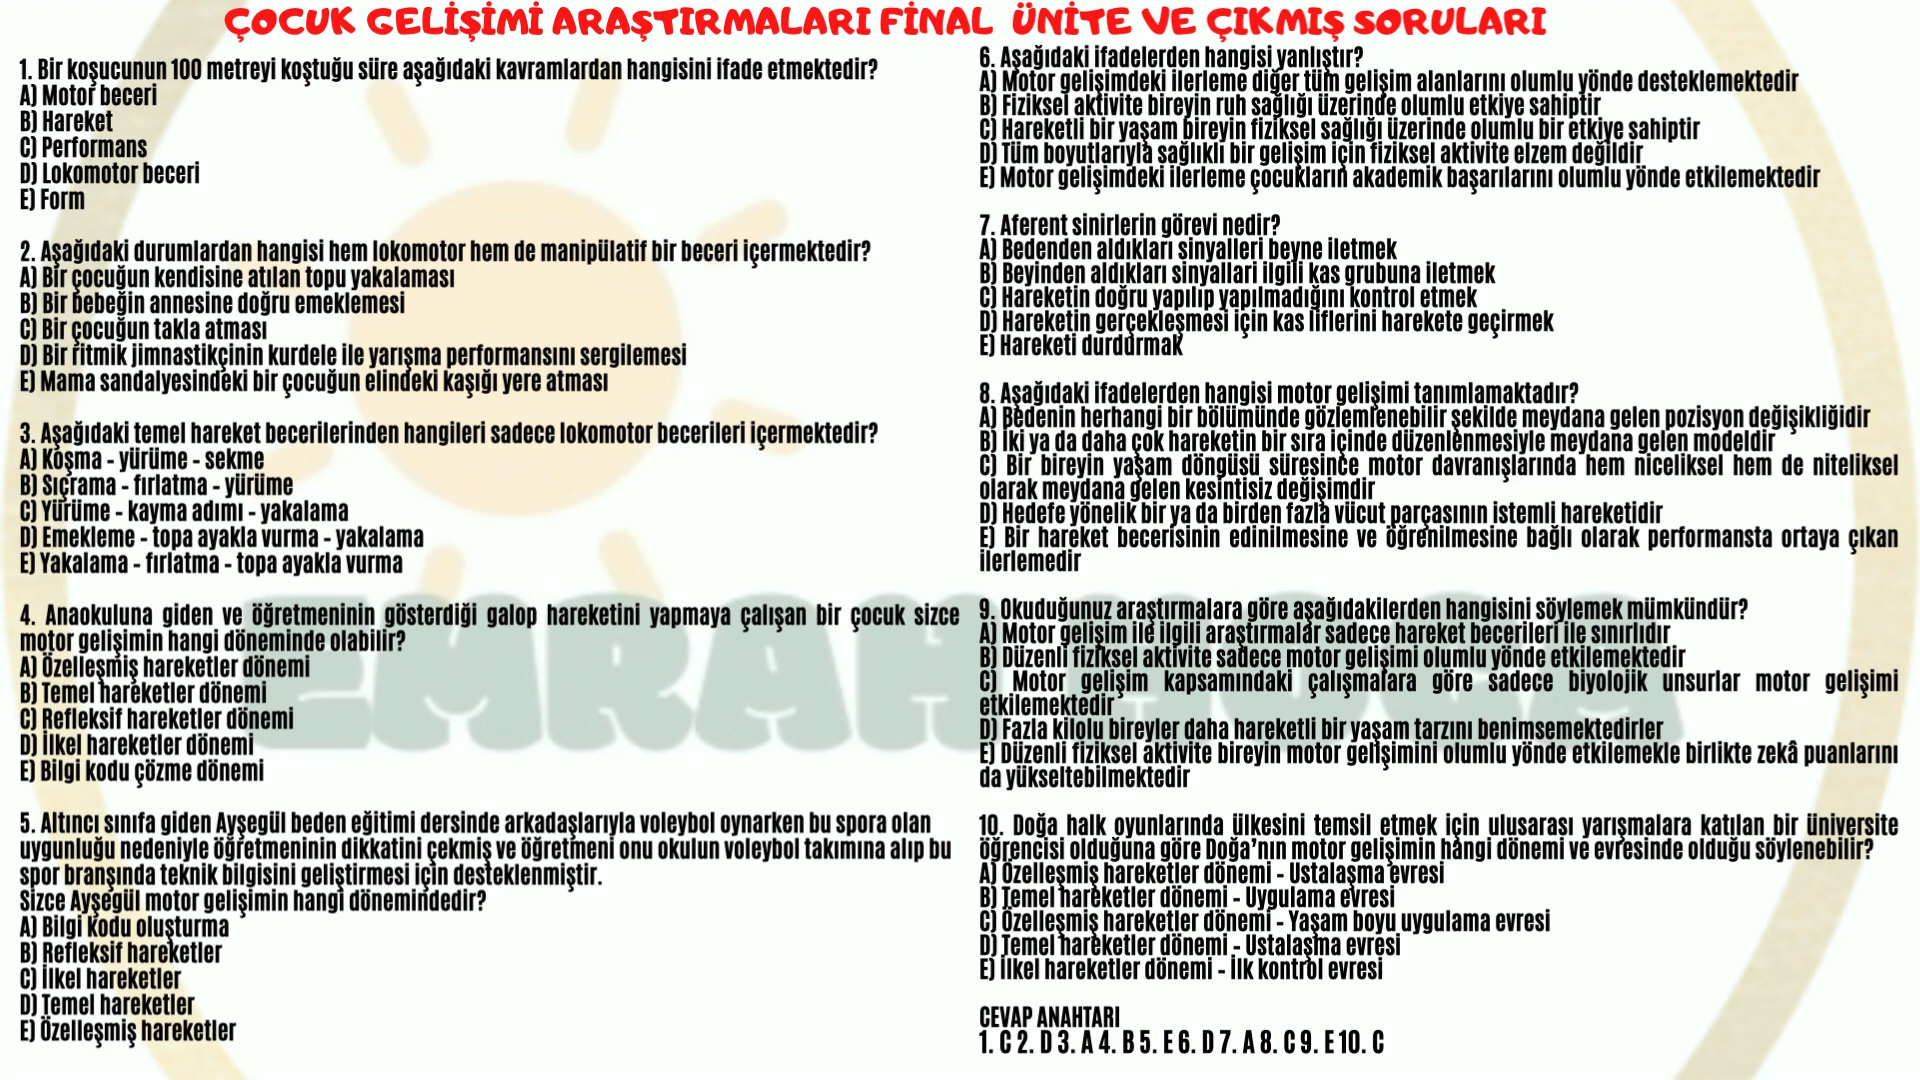 ÇOCUK GELİŞİMİ ARAŞTIRMALARI FİNAL ÜNİTE VE ÇIKMIŞ SORULARI
1. Bir koşucunun 100 metreyi koştuğu süre aşağıdaki kavramlardan hangisini ifade etmektedir?
A) Motor beceri
B) Hareket
C) Performans
D) Lokomotor beceri
E) Form
2. Aşağıdaki durumlardan hangisi hem lokomotor hem de manipülatif bir beceri içermektedir?
A) Bir çocuğun kendisine atılan topu yakalaması
B) Bir bebeğin annesine doğru emeklemesi
C) Bir çocuğun takla atması
D) Bir ritmik jimnastikçinin kurdele ile yarışma performansını sergilemesi
E) Mama sandalyesindeki bir çocuğun elindeki kaşığı yere atması
3. Aşağıdaki temel hareket becerilerinden hangileri sadece lokomotor becerileri içermektedir?
A) Koşma - yürüme - sekme
B) Sıçrama - fırlatma - yürüme
C) Yürüme - kayma adımı - yakalama
D) Emekleme - topa ayakla vurma - yakalama
E) Yakalama - fırlatma - topa ayakla vurma
4. Anaokuluna giden ve öğretmeninin gösterdiği galop hareketini yapmaya çalışan bir çocuk sizce
motor gelişimin hangi döneminde olabilir?
A) Özelleşmiş hareketler dönemi
B) Temel hareketler dönemi
C) Refleksif hareketler dönemi
D) İlkel hareketler dönemi
E) Bilgi kodu çözme dönemi
5. Altıncı sınıfa giden Ayşegül beden eğitimi dersinde arkadaşlarıyla voleybol oynarken bu spora olan
uygunluğu nedeniyle öğretmeninin dikkatini çekmiş ve öğretmeni onu okulun voleybol takımına alıp bu
spor branşında teknik bilgisini geliştirmesi için desteklenmiştir.
Sizce Ayşegül motor gelişimin hangi dönemindedir?
A) Bilgi kodu oluşturma
B) Refleksif hareketler
C) İlkel hareketler
D) Temel hareketler
E) Özelleşmiş hareketler
6. Aşağıdaki ifadelerden hangisi yanlıştır?
A) Motor gelişimdeki ilerleme diğer tüm gelişim alanlarını olumlu yönde desteklemektedir
B) Fiziksel aktivite bireyin ruh sağlığı üzerinde olumlu etkiye sahiptir
C) Hareketli bir yaşam bireyin fiziksel sağlığı üzerinde olumlu bir etkiye sahiptir
D) Tüm boyutlarıyla sağlıklı bir gelişim için fiziksel aktivite elzem değildir
E) Motor gelişimdeki ilerleme çocukların akademik başarılarını olumlu yönde etkilemektedir
7. Aferent sinirlerin görevi nedir?
A) Bedenden aldıkları sinyalleri beyne iletmek
B) Beyinden aldıkları sinyallari ilgili kas grubuna iletmek
C) Hareketin doğru yapılıp yapılmadığını kontrol etmek
D) Hareketin gerçekleşmesi için kas liflerini harekete geçirmek
E) Hareketi durdurmak
8. Aşağıdaki ifadelerden hangisi motor gelişimi tanımlamaktadır?
A) Bedenin herhangi bir bölümünde gözlemlenebilir şekilde meydana gelen pozisyon değişikliğidir
B) İki ya da daha çok hareketin bir sıra içinde düzenlenmesiyle meydana gelen modeldir
C) Bir bireyin yaşam döngüsü süresince motor davranışlarında hem niceliksel hem de niteliksel
olarak meydana gelen kesintisiz değişimdir
D) Hedefe yönelik bir ya da birden fazla vücut parçasının istemli hareketidir
E) Bir hareket becerisinin edinilmesine ve öğrenilmesine bağlı olarak performansta ortaya çıkan
ilerlemedir
9. Okuduğunuz araştırmalara göre aşağıdakilerden hangisini söylemek mümkündür?
A) Motor gelişim ile ilgili araştırmalar sadece hareket becerileri ile sınırlıdır
B) Düzenli fiziksel aktivite sadece motor gelişimi olumlu yönde etkilemektedir
C) Motor gelişim kapsamındaki çalışmalara göre sadece biyolojik unsurlar motor gelişimi
etkilemektedir
D) Fazla kilolu bireyler daha hareketli bir yaşam tarzını benimsemektedirler
E) Düzenli fiziksel aktivite bireyin motor gelişimini olumlu yönde etkilemekle birlikte zekâ puanlarını
da yükseltebilmektedir
10. Doğa halk oyunlarında ülkesini temsil etmek için ulusarası yarışmalara katılan bir üniversite
öğrencisi olduğuna göre Doğa'nın motor gelişimin hangi dönemi ve evresinde olduğu söylenebilir?
A) Özelleşmiş hareketler dönemi - Ustalaşma evresi
B) Temel hareketler dönemi - Uygulama evresi
C) Özelleşmiş hareketler dönemi - Yaşam boyu uygulama evresi
D) Temel hareketler dönemi - Ustalaşma evresi
E) İlkel hareketler dönemi - İlk kontrol evresi
CEVAP ANAHTARI
1. C 2. D 3. A 4. B 5. E 6. D 7. A 8. C 9. E 10. C
EMRAH HOCA